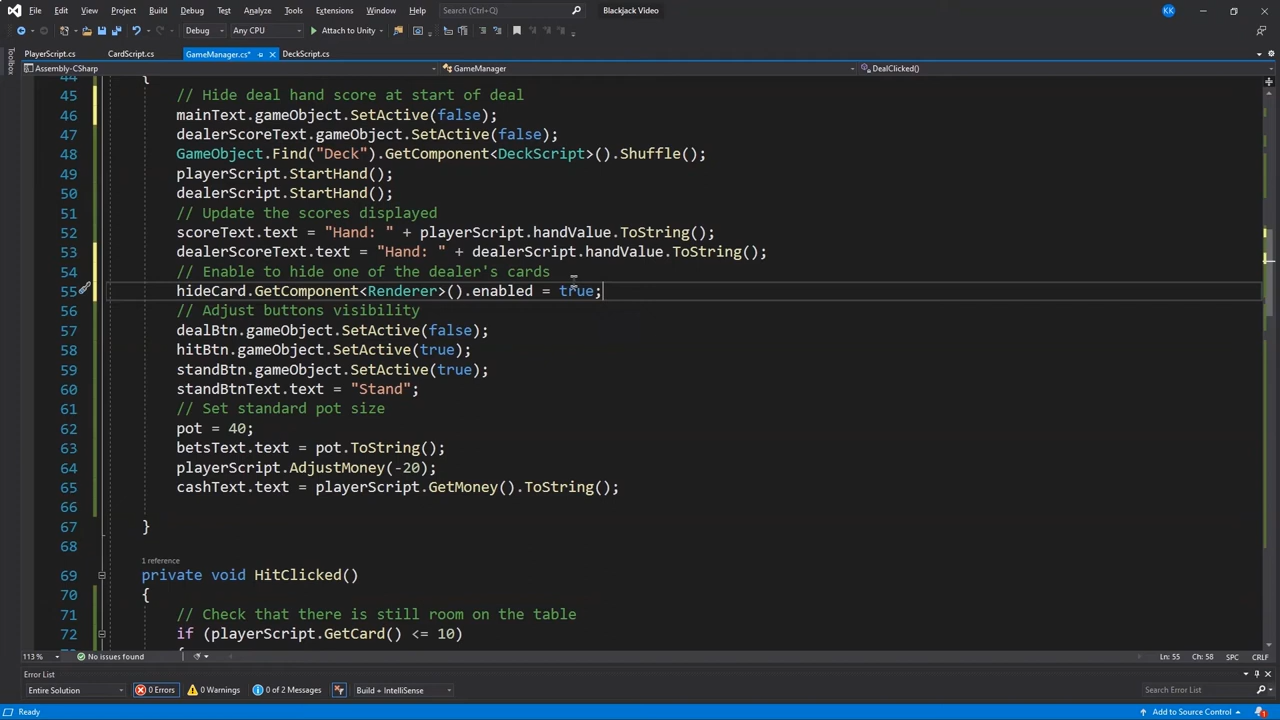 File Edit View Project Build Debug Test Analyze Tools Extensions Window Help Search (Ctrl+Q) Blackjack Video KK
Debug Any CPU Attach to Unity
PlayerScript.cs CardScript.cs GameManager.cs* DeckScript.cs
Toolbox
Assembly-CSharp GameManager DealClicked()
44 {
45 // Hide deal hand score at start of deal
46 mainText.gameObject.SetActive(false);
47 dealerScoreText.gameObject.SetActive(false);
48 GameObject.Find("Deck").GetComponent<DeckScript>().Shuffle();
49 playerScript.StartHand();
50 dealerScript.StartHand();
51 // Update the scores displayed
52 scoreText.text = "Hand: " + playerScript.handValue.ToString();
53 dealerScoreText.text = "Hand: " + dealerScript.handValue.ToString();
54 // Enable to hide one of the dealer's cards
55 hideCard.GetComponent<Renderer>().enabled = true;
56 // Adjust buttons visibility
57 dealBtn.gameObject.SetActive(false);
58 hitBtn.gameObject.SetActive(true);
59 standBtn.gameObject.SetActive(true);
60 standBtnText.text = "Stand";
61 // Set standard pot size
62 pot = 40;
63 betsText.text = pot.ToString();
64 playerScript.AdjustMoney(-20);
65 cashText.text = playerScript.GetMoney().ToString();
66
67 }
68
1 reference
69 private void HitClicked()
70 {
71 // Check that there is still room on the table
72 if (playerScript.GetCard() <= 10)
{
113 % No issues found Ln: 55 Ch: 58 SPC CRLF
Error List
Entire Solution 0 Errors 0 Warnings 0 of 2 Messages Build + IntelliSense Search Error List
Ready Add to Source Control 1